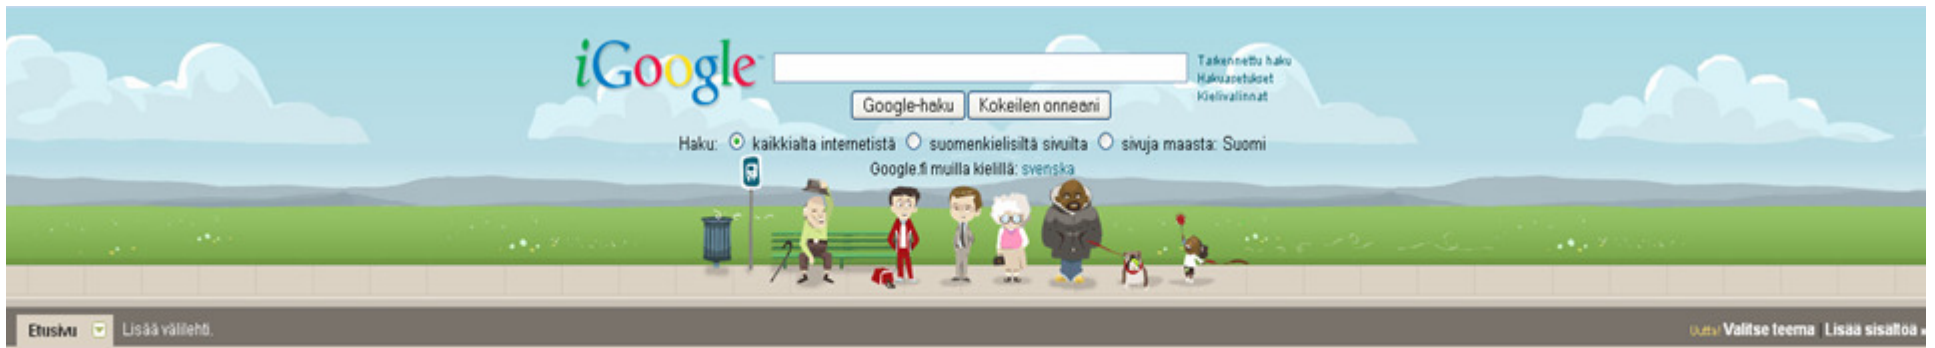 iGoogle™
Tarkennettu haku
Hakuasetukset
Kielivalinnat
Google-haku Kokeilen onneani
Haku: kaikkialta internetistä suomenkielisiltä sivuilta sivuja maasta: Suomi
Google.fi muilla kielillä: svenska
Etusivu Lisää välilehti. Uutta! Valitse teema | Lisää sisältöä »